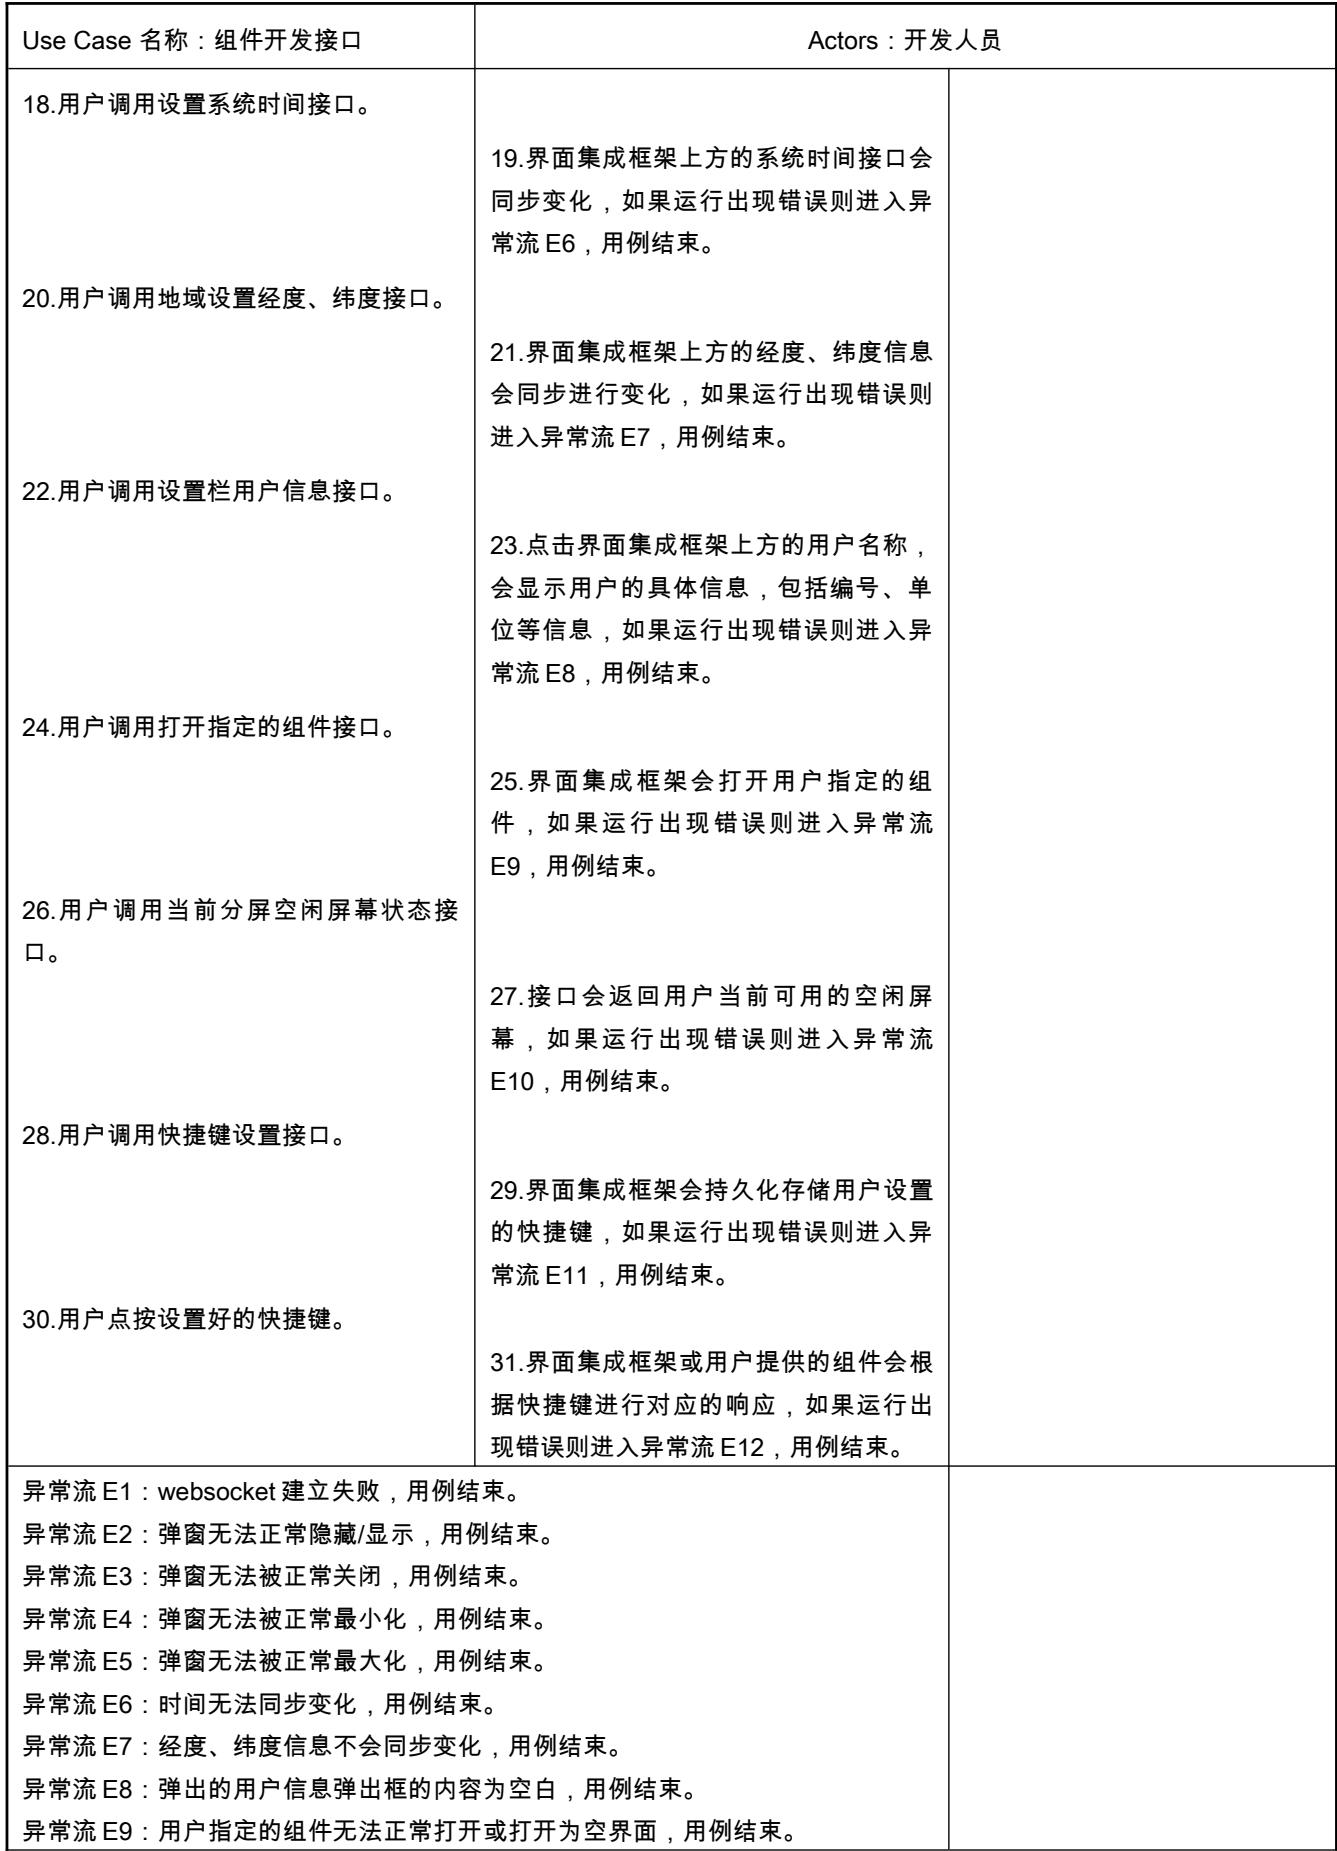 Use Case 名称：组件开发接口
Actors：开发人员
18.用户调用设置系统时间接口。
19.界面集成框架上方的系统时间接口会
同步变化，如果运行出现错误则进入异
常流 E6，用例结束。
20.用户调用地域设置经度、纬度接口。
21.界面集成框架上方的经度、纬度信息
会同步进行变化，如果运行出现错误则
进入异常流 E7，用例结束。
22.用户调用设置栏用户信息接口。
23.点击界面集成框架上方的用户名称，
会显示用户的具体信息，包括编号、单
位等信息，如果运行出现错误则进入异
常流 E8，用例结束。
24.用户调用打开指定的组件接口。
25.界面集成框架会打开用户指定的组
件，如果运行出现错误则进入异常流
E9，用例结束。
26.用户调用当前分屏空闲屏幕状态接
口。
27.接口会返回用户当前可用的空闲屏
幕，如果运行出现错误则进入异常流
E10，用例结束。
28.用户调用快捷键设置接口。
29.界面集成框架会持久化存储用户设置
的快捷键，如果运行出现错误则进入异
常流 E11，用例结束。
30.用户点按设置好的快捷键。
31.界面集成框架或用户提供的组件会根
据快捷键进行对应的响应，如果运行出
现错误则进入异常流 E12，用例结束。
异常流 E1：websocket 建立失败，用例结束。
异常流 E2：弹窗无法正常隐藏/显示，用例结束。
异常流 E3：弹窗无法被正常关闭，用例结束。
异常流 E4：弹窗无法被正常最小化，用例结束。
异常流 E5：弹窗无法被正常最大化，用例结束。
异常流 E6：时间无法同步变化，用例结束。
异常流 E7：经度、纬度信息不会同步变化，用例结束。
异常流 E8：弹出的用户信息弹出框的内容为空白，用例结束。
异常流 E9：用户指定的组件无法正常打开或打开为空界面，用例结束。